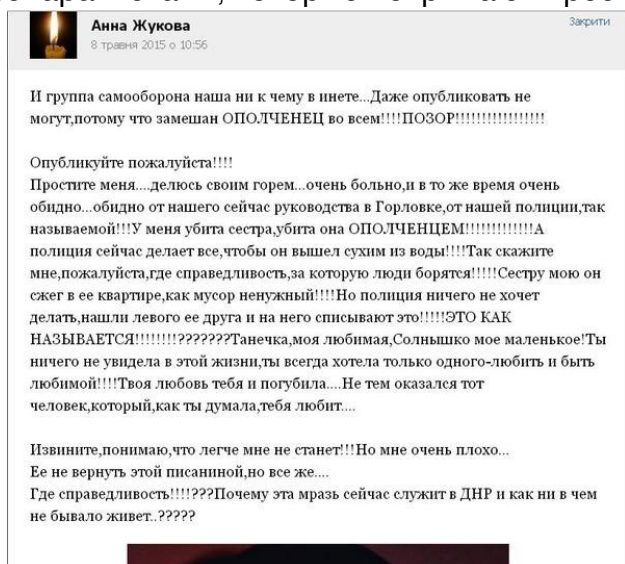 Анна Жукова
Закрити
8 травня 2015 о 10:56
И группа самооборона наша ни к чему в инете...Даже опубликовать не
могут,потому что замешан ОПОЛЧЕНЕЦ во всем!!!!ПОЗОР!!!!!!!!!!!!!!!!!
Опубликуйте пожалуйста!!!!
Простите меня....делюсь своим горем...очень больно,и в то же время очень
обидно...обидно от нашего сейчас руководства в Горловке,от нашей полиции,так
называемой!!!У меня убита сестра,убита она ОПОЛЧЕНЦЕМ!!!!!!!!!!!!!А
полиция сейчас делает все,чтобы он вышел сухим из воды!!!!Так скажите
мне,пожалуйста,где справедливость,за которую люди борятся!!!!!Сестру мою он
сжег в ее квартире,как мусор ненужный!!!!Но полиция ничего не хочет
делать,нашли левого ее друга и на него списывают это!!!!!ЭТО КАК
НАЗЫВАЕТСЯ!!!!!!!!???????Танечка,моя любимая,Солнышко мое маленькое!Ты
ничего не увидела в этой жизни,ты всегда хотела только одного-любить и быть
любимой!!!!Твоя любовь тебя и погубила....Не тем оказался тот
человек,который,как ты думала,тебя любит....
Извините,понимаю,что легче мне не станет!!!Но мне очень плохо...
Ее не вернуть этой писаниной,но все же....
Где справедливость!!!!???Почему эта мразь сейчас служит в ДНР и как ни в чем
не бывало живет..?????